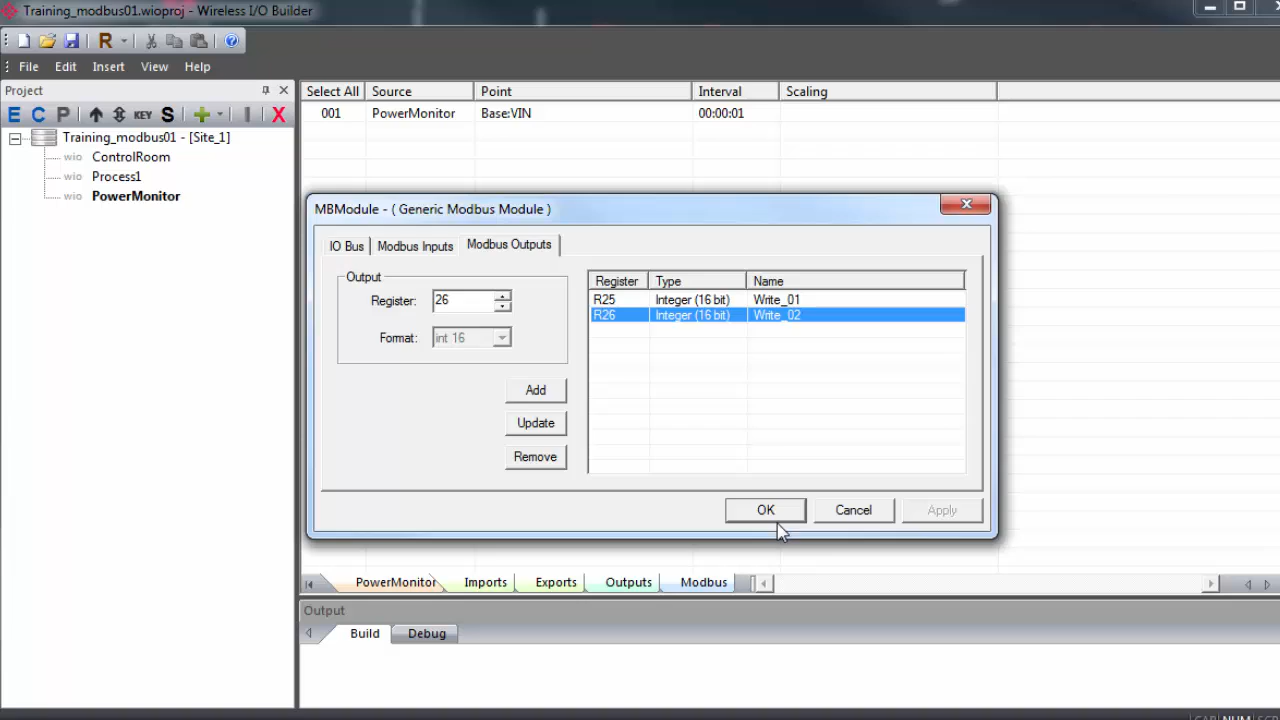 Training_modbus01.wioproj - Wireless I/O Builder
R
File Edit Insert View Help
Project
E C P KEY S X
Training_modbus01 - [Site_1]
wio ControlRoom
wio Process1
wio PowerMonitor
Select All Source Point Interval Scaling
001 PowerMonitor Base:VIN 00:00:01
MBModule - ( Generic Modbus Module )
IO Bus Modbus Inputs Modbus Outputs
Output
Register: 26
Format: int 16
Add
Update
Remove
Register Type Name
R25 Integer (16 bit) Write_01
R26 Integer (16 bit) Write_02
OK Cancel Apply
PowerMonitor Imports Exports Outputs Modbus
Output
Build Debug